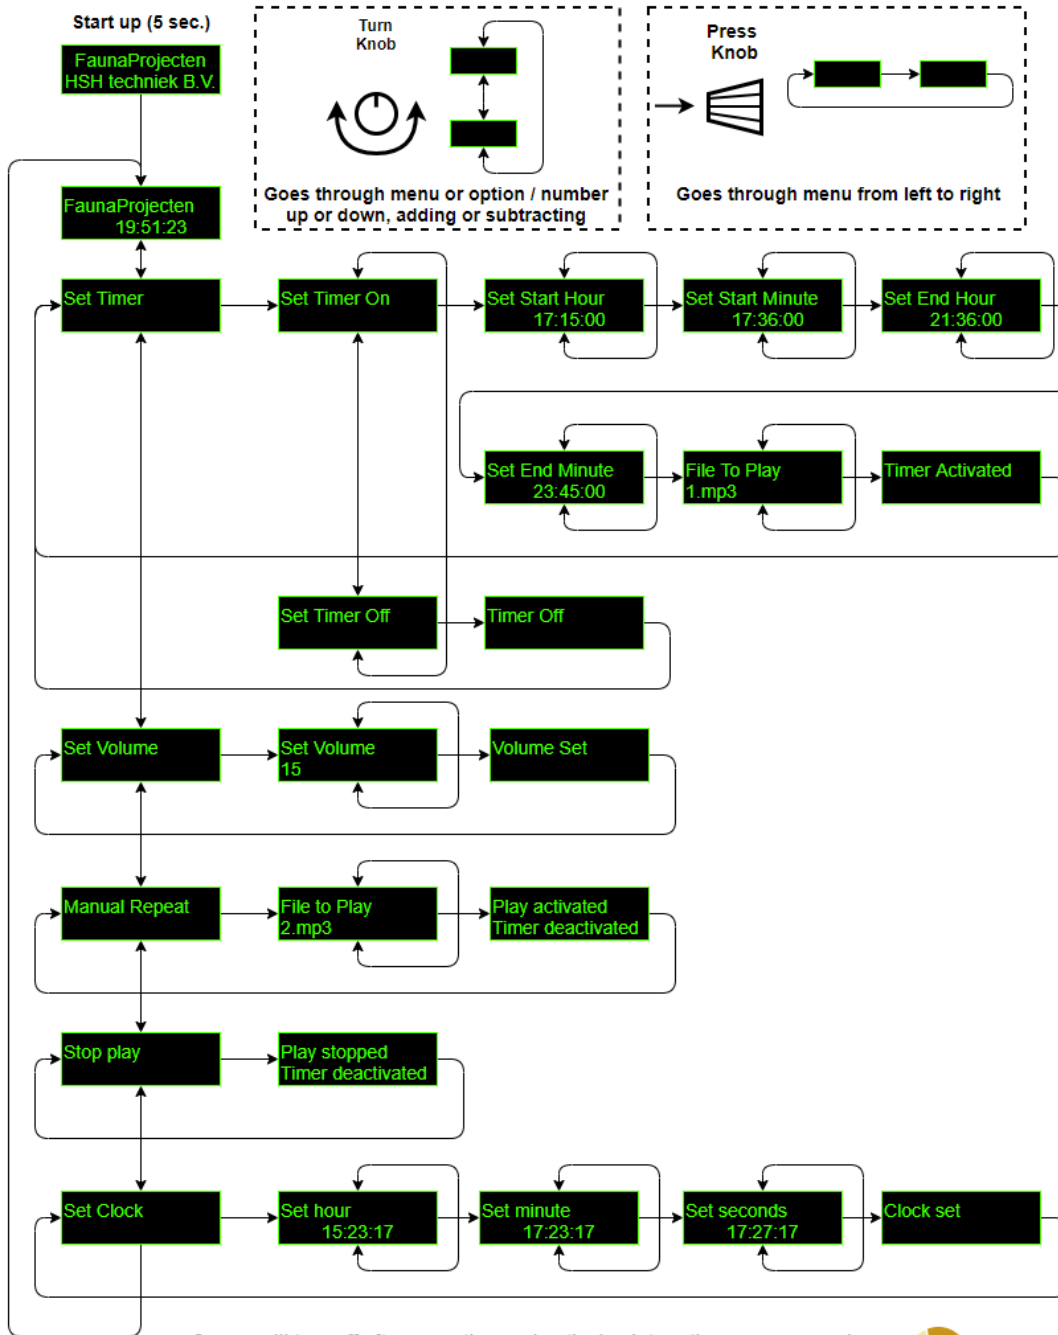 Start up (5 sec.)
FaunaProjecten
HSH techniek B.V.
Turn
Knob
Goes through menu or option / number
up or down, adding or subtracting
Press
Knob
Goes through menu from left to right
FaunaProjecten
19:51:23
Set Timer
Set Timer On
Set Start Hour
17:15:00
Set Start Minute
17:36:00
Set End Hour
21:36:00
Set End Minute
23:45:00
File To Play
1.mp3
Timer Activated
Set Timer Off
Timer Off
Set Volume
Set Volume
15
Volume Set
Manual Repeat
File to Play
2.mp3
Play activated
Timer deactivated
Stop play
Play stopped
Timer deactivated
Set Clock
Set hour
15:23:17
Set minute
17:23:17
Set seconds
17:27:17
Clock set